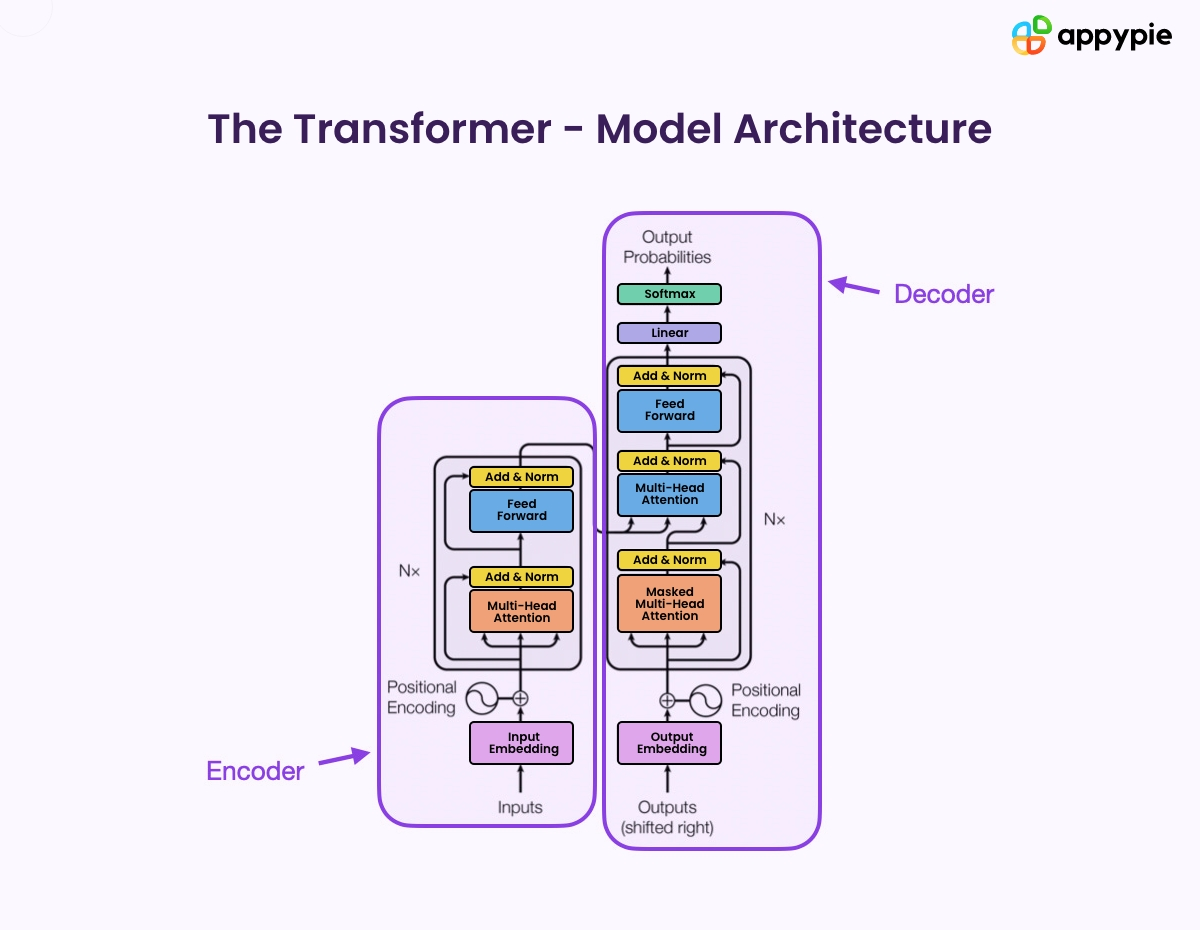 appypie
The Transformer - Model Architecture
Output
Probabilities
Softmax
Linear
Add & Norm
Feed
Forward
Add & Norm
Multi-Head
Attention
Add & Norm
Masked
Multi-Head
Attention
Nx
Positional
Encoding
Output
Embedding
Outputs
(shifted right)
Decoder
Add & Norm
Feed
Forward
Add & Norm
Multi-Head
Attention
Nx
Positional
Encoding
Input
Embedding
Inputs
Encoder